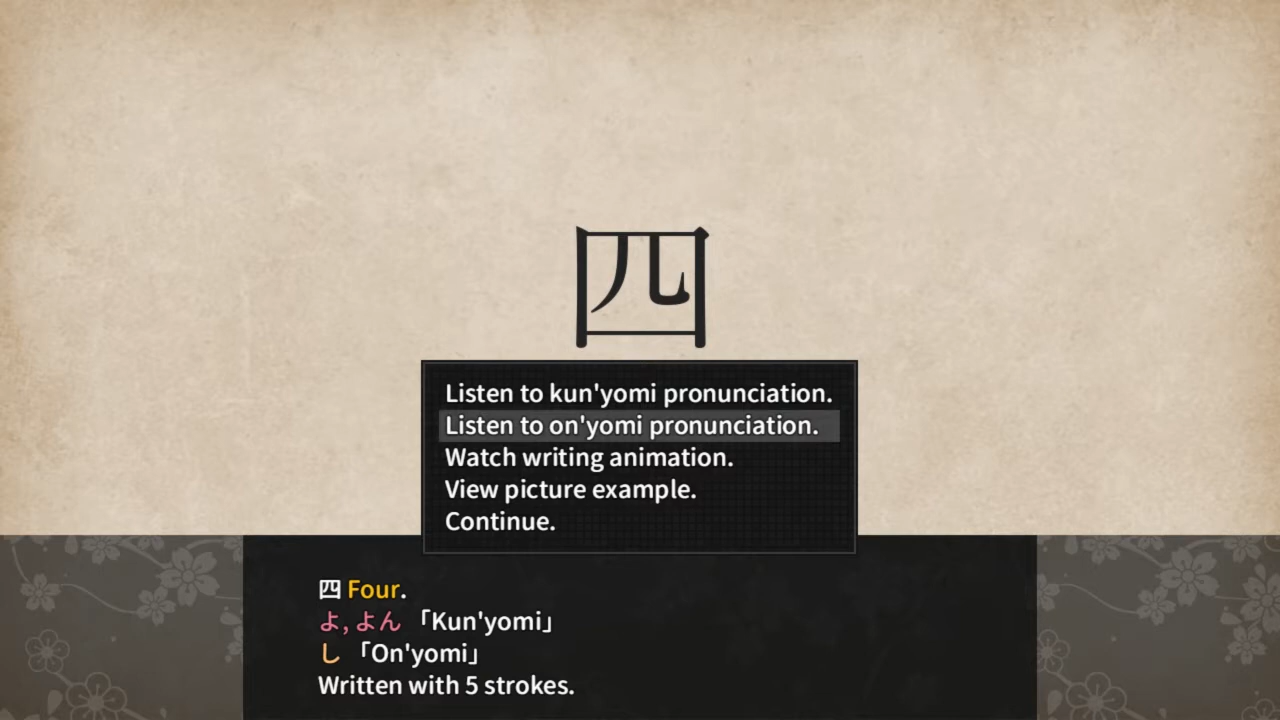 四
Listen to kun'yomi pronunciation.
Listen to on'yomi pronunciation.
Watch writing animation.
View picture example.
Continue.
四 Four.
よ, よん 「Kun'yomi」
し 「On'yomi」
Written with 5 strokes.